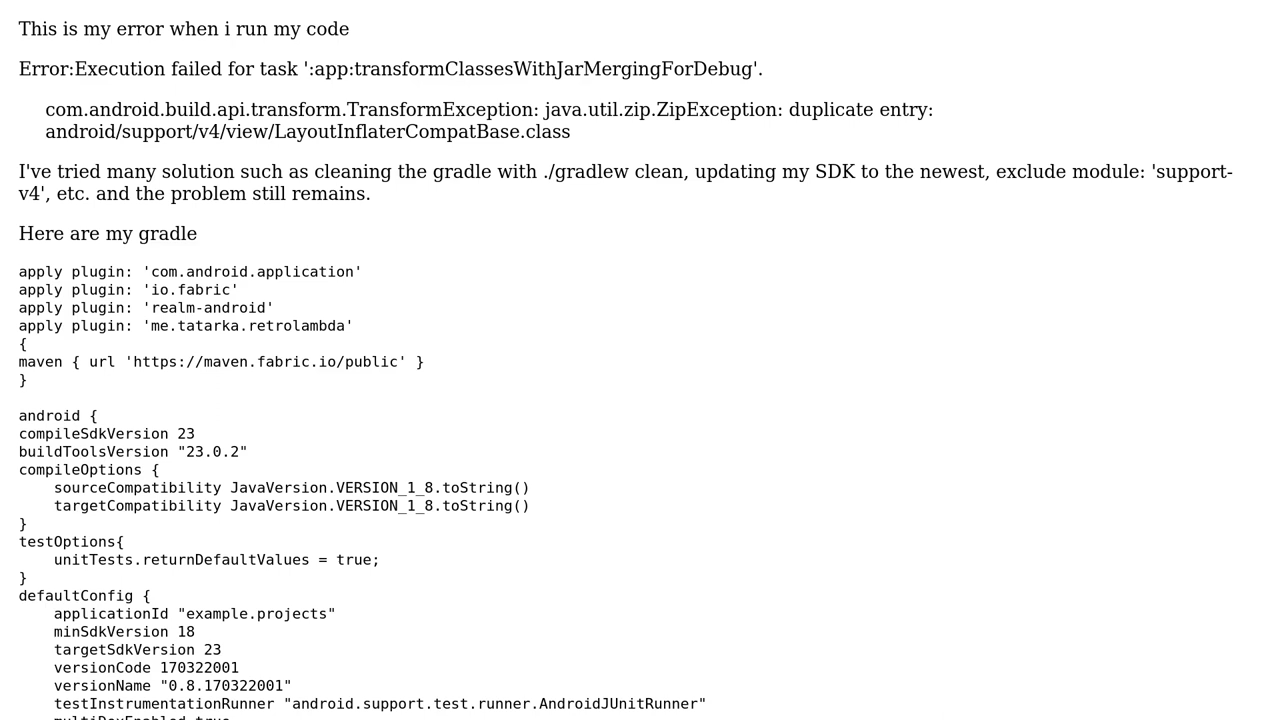 This is my error when i run my code
Error:Execution failed for task ':app:transformClassesWithJarMergingForDebug'.
com.android.build.api.transform.TransformException: java.util.zip.ZipException: duplicate entry:
android/support/v4/view/LayoutInflaterCompatBase.class
I've tried many solution such as cleaning the gradle with ./gradlew clean, updating my SDK to the newest, exclude module: 'support-
v4', etc. and the problem still remains.
Here are my gradle
apply plugin: 'com.android.application'
apply plugin: 'io.fabric'
apply plugin: 'realm-android'
apply plugin: 'me.tatarka.retrolambda'
{
maven { url 'https://maven.fabric.io/public' }
}
android {
compileSdkVersion 23
buildToolsVersion "23.0.2"
compileOptions {
    sourceCompatibility JavaVersion.VERSION_1_8.toString()
    targetCompatibility JavaVersion.VERSION_1_8.toString()
}
testOptions{
    unitTests.returnDefaultValues = true;
}
defaultConfig {
    applicationId "example.projects"
    minSdkVersion 18
    targetSdkVersion 23
    versionCode 170322001
    versionName "0.8.170322001"
    testInstrumentationRunner "android.support.test.runner.AndroidJUnitRunner"
    multiDexEnabled true